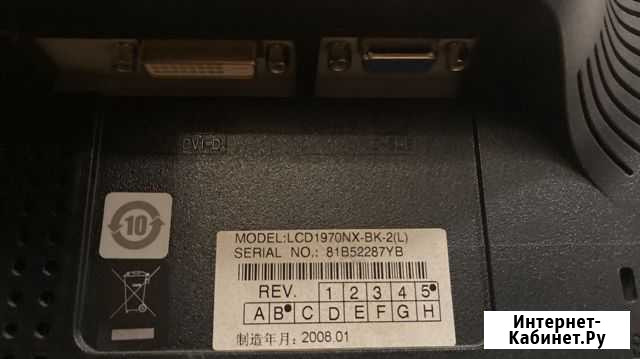 DVI-D
10
MODEL:LCD1970NX-BK-2(L)
SERIAL NO.: 81B52287YB
REV. 1 2 3 4 5
A B C D E F G H
制造年月: 2008.01
Интернет-
Кабинет.Ру